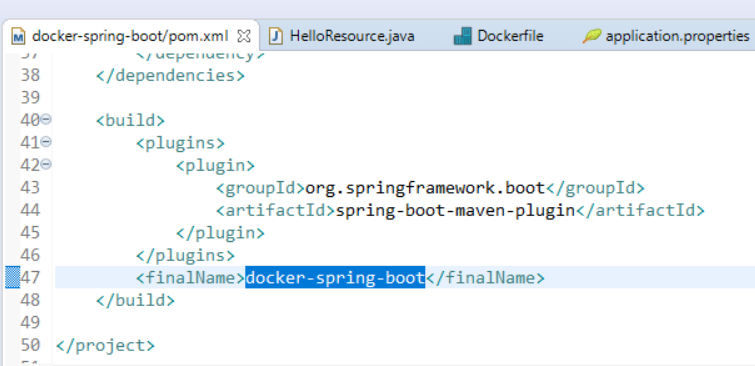 docker-spring-boot/pom.xml HelloResource.java Dockerfile application.properties
37 </dependency>
38 </dependencies>
39
40 <build>
41 <plugins>
42 <plugin>
43 <groupId>org.springframework.boot</groupId>
44 <artifactId>spring-boot-maven-plugin</artifactId>
45 </plugin>
46 </plugins>
47 <finalName>docker-spring-boot</finalName>
48 </build>
49
50 </project>
51